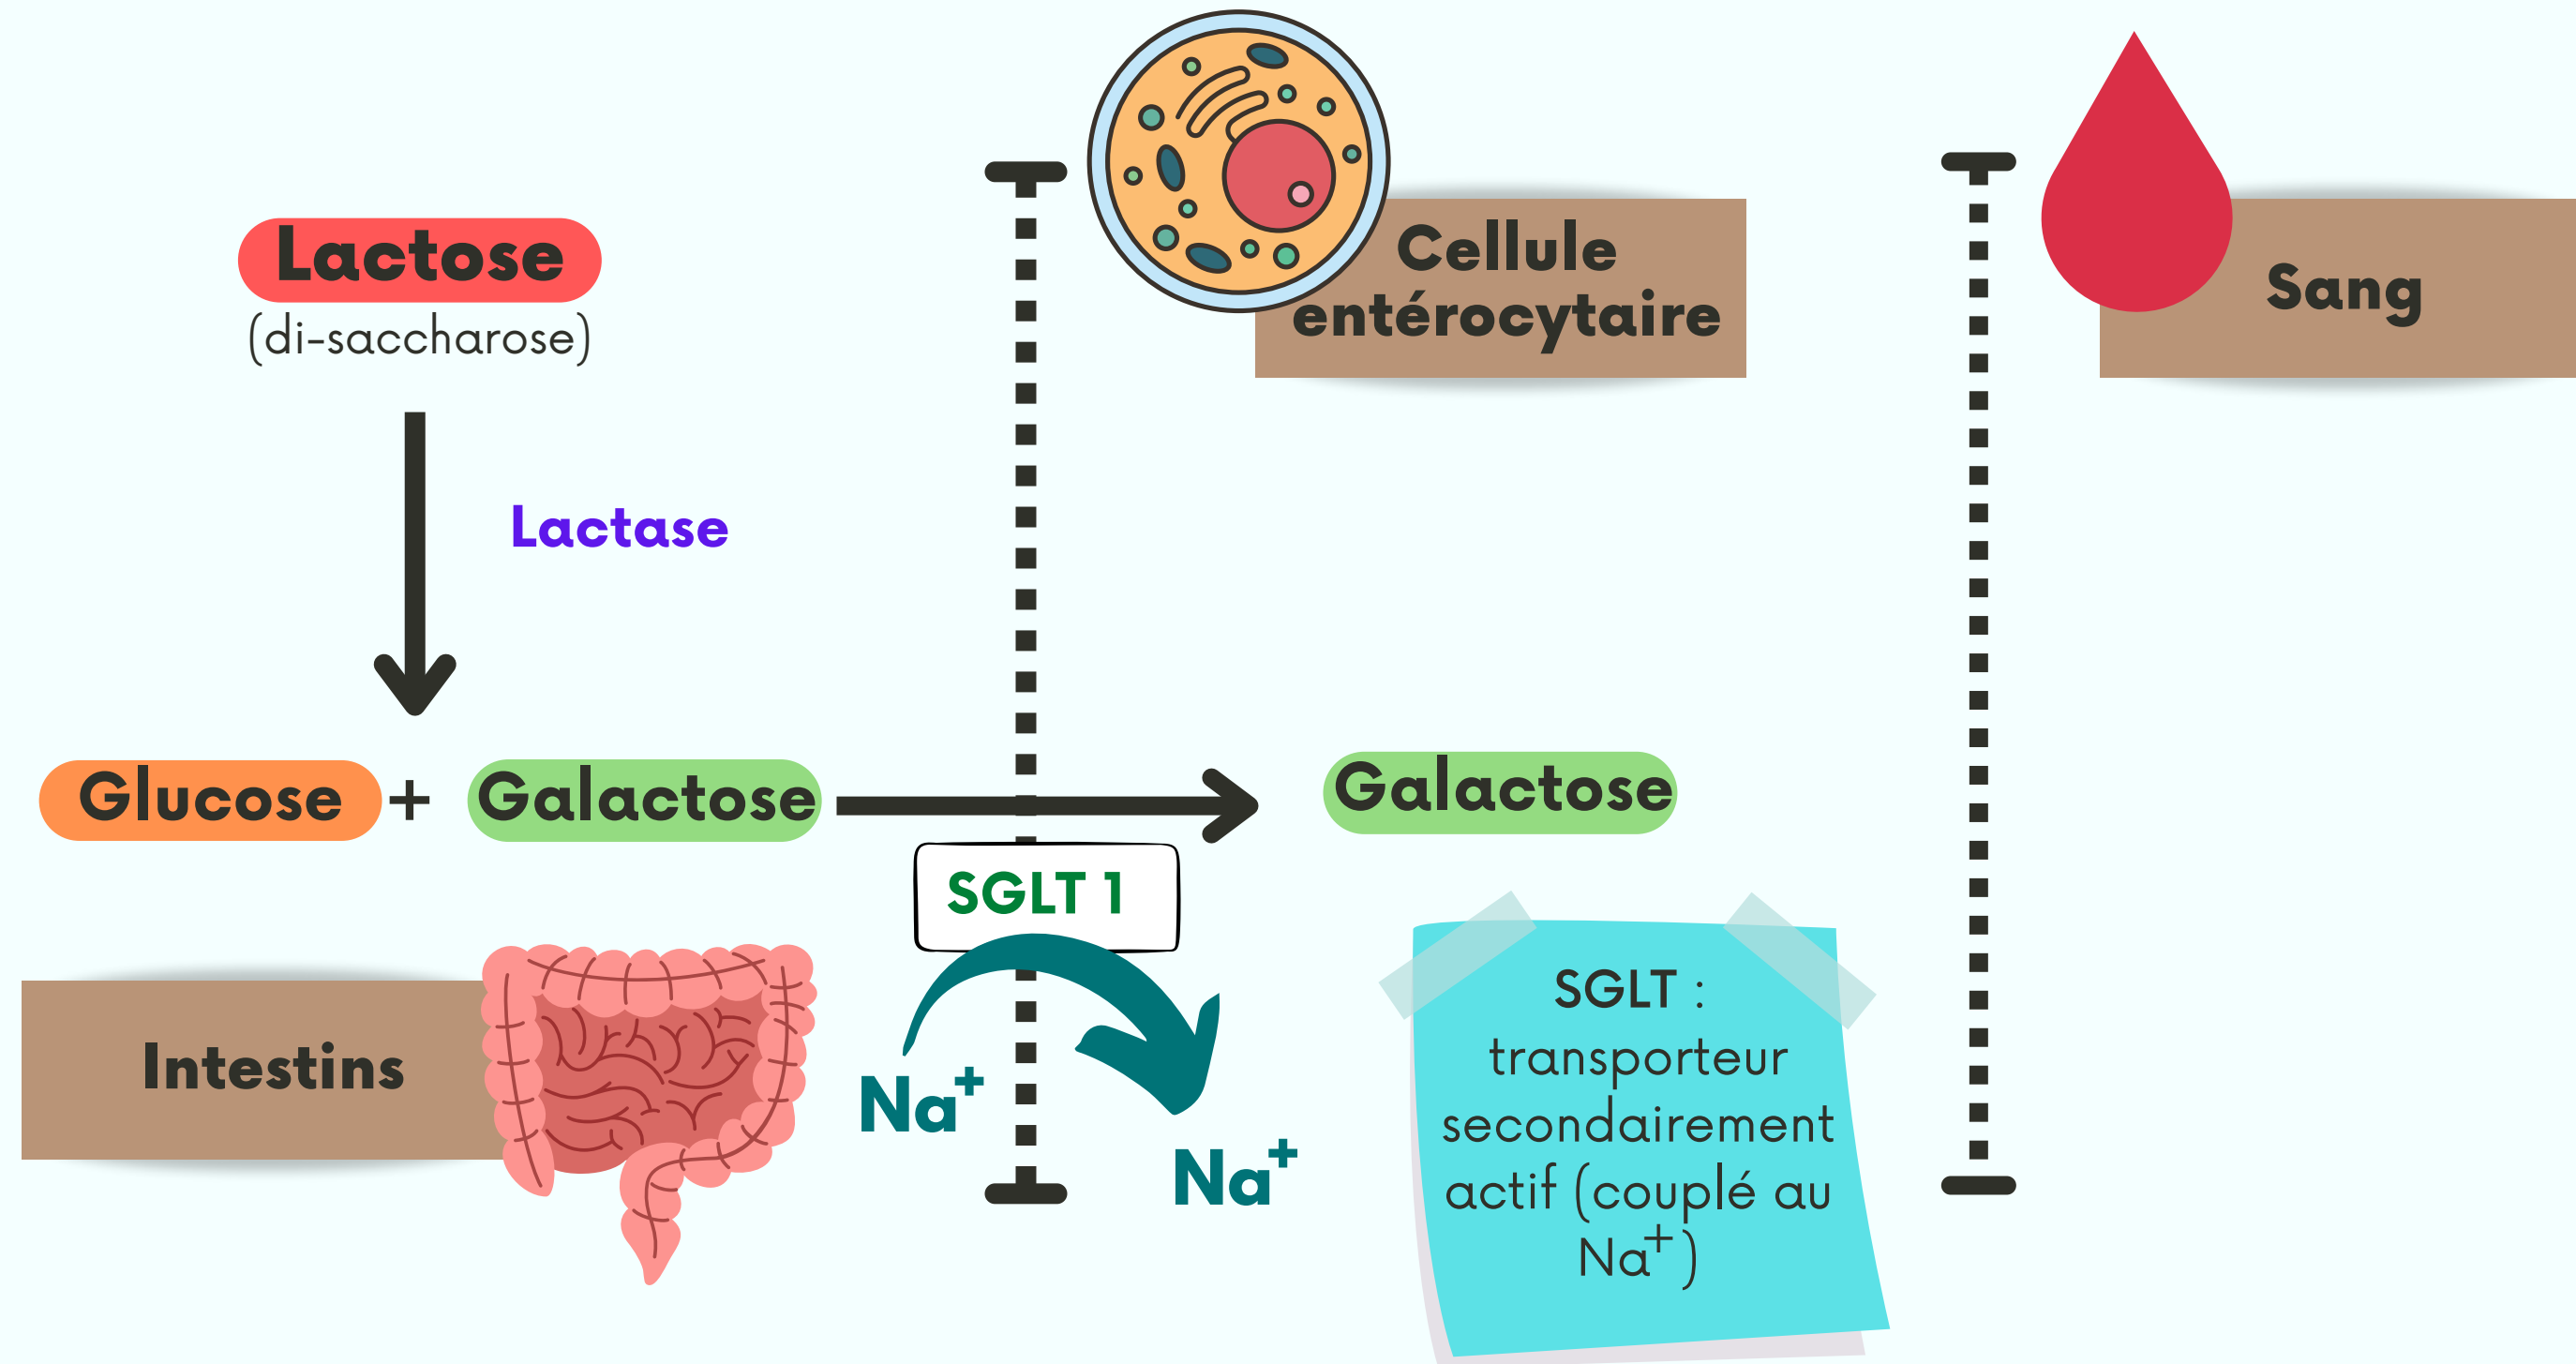 Lactose
(di-saccharose)
Lactase
Glucose + Galactose
Intestins
Cellule
entérocytaire
Galactose
SGLT 1
Na⁺
Na⁺
SGLT :
transporteur
secondairement
actif (couplé au
Na⁺)
Sang